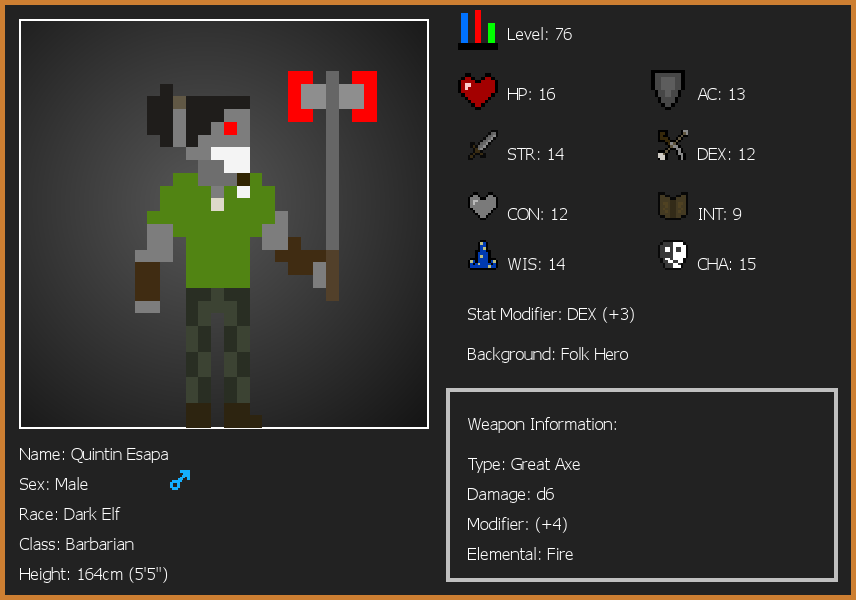 Level: 76
HP: 16
AC: 13
STR: 14
DEX: 12
CON: 12
INT: 9
WIS: 14
CHA: 15
Stat Modifier: DEX (+3)
Background: Folk Hero
Weapon Information:
Type: Great Axe
Damage: d6
Modifier: (+4)
Elemental: Fire
Name: Quintin Esapa
Sex: Male
Race: Dark Elf
Class: Barbarian
Height: 164cm (5'5")